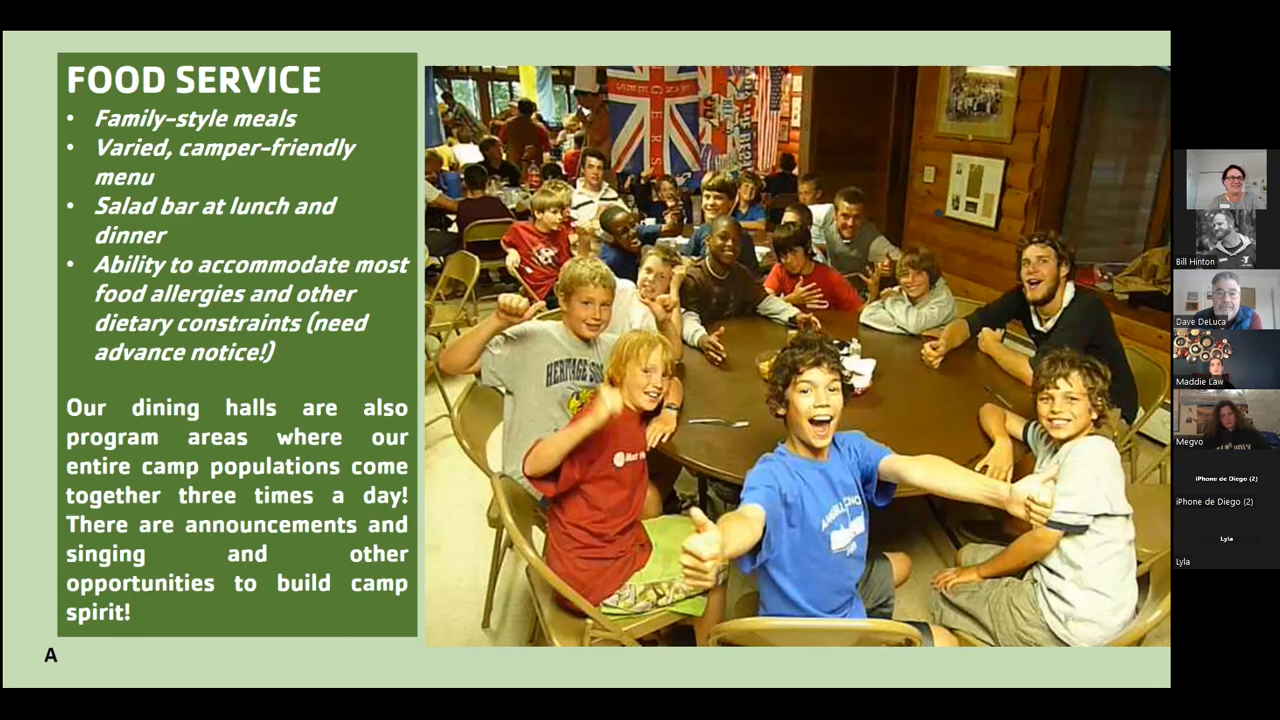 FOOD SERVICE
• Family-style meals
• Varied, camper-friendly
menu
• Salad bar at lunch and
dinner
• Ability to accommodate most
food allergies and other
dietary constraints (need
advance notice!)
Our dining halls are also
program areas where our
entire camp populations come
together three times a day!
There are announcements and
singing and other
opportunities to build camp
spirit!
A
HERITAGE
Bill Hinton
Dave DeLuca
Maddie Law
Megvo
iPhone de Diego (2)
iPhone de Diego (2)
Lyla
Lyla